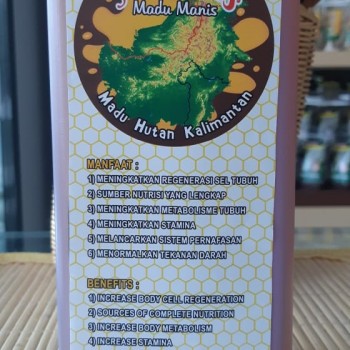 Madu Manis
Madu Hutan Kalimantan
MANFAAT :
1) MENINGKATKAN REGENERASI SEL TUBUH
2) SUMBER NUTRISI YANG LENGKAP
3) MENINGKATKAN METABOLISME TUBUH
4) MENINGKATKAN STAMINA
5) MELANCARKAN SISTEM PERNAFASAN
6) MENORMALKAN TEKANAN DARAH
BENEFITS :
1) INCREASE BODY CELL REGENERATION
2) SOURCES OF COMPLETE NUTRITION
3) INCREASE BODY METABOLISM
4) INCREASE STAMINA